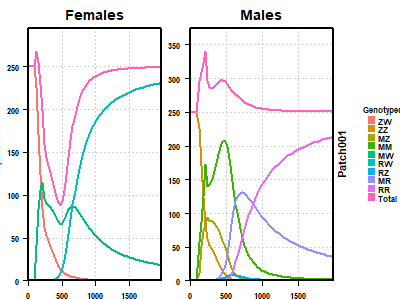 Females
Males
250
200
150
100
50
0
0
500
1000
1500
350
300
250
200
150
100
50
0
0
500
1000
1500
Patch001
Genotypes
ZW
ZZ
MZ
MM
MW
RW
RZ
MR
RR
Total